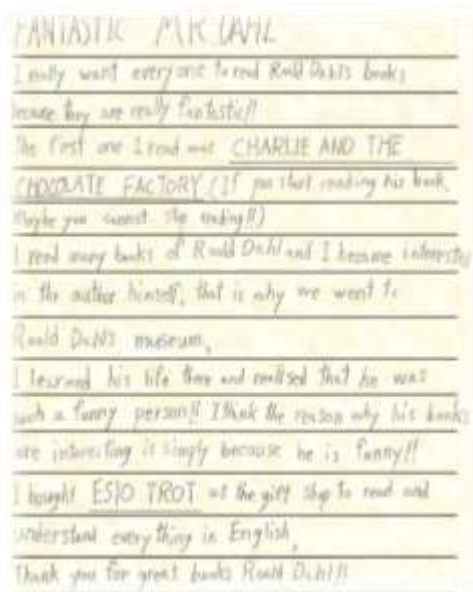 FANTASTIC MR DAHL
I really want everyone to read Roald Dahl's books
because they are really fantastic!!
The first one I read was CHARLIE AND THE
CHOCOLATE FACTORY (If you start reading his book,
Maybe you cannot stop reading!!)
I read many books of Roald Dahl and I became interested
in the author himself, that is why we went to
Roald Dahl's museum.
I learned his life there and realised that he was
such a funny person!! I think the reason why his books
are interesting is simply because he is funny!!
I bought ESIO TROT at the gift shop to read and
understand every thing in English.
Thank you for great books Roald Dahl!!